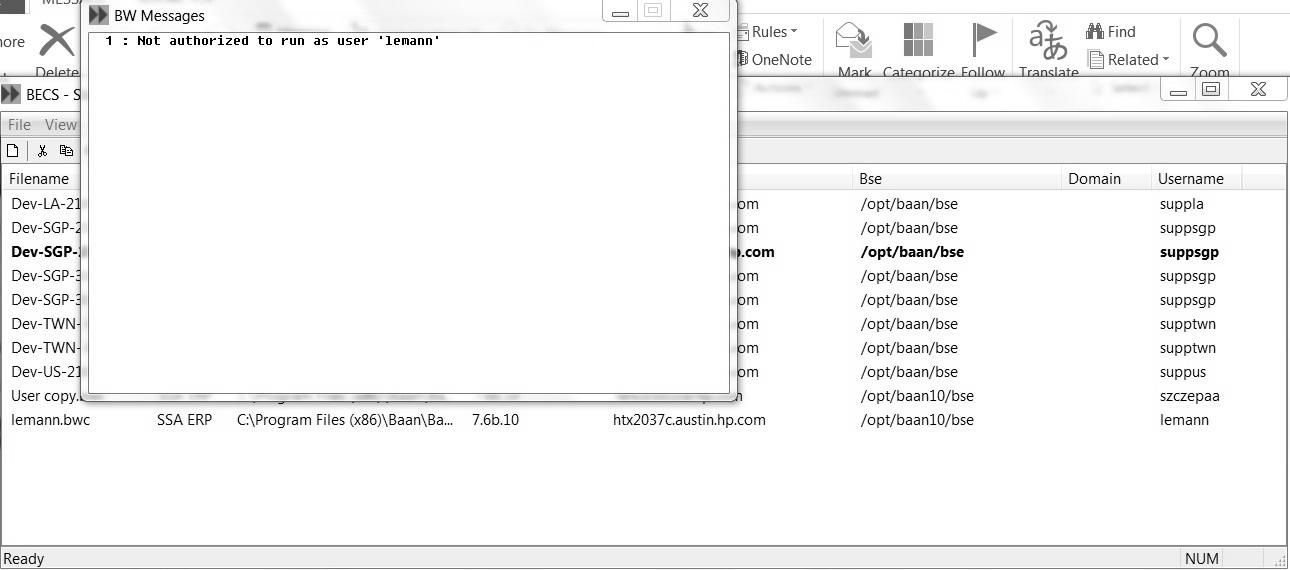 BW Messages
1 : Not authorized to run as user 'lemann'
Delete
Rules
OneNote
Mark Categorize Follow
Translate
Find
Related
Zoom
BECS - S
File View
Filename Bse Domain Username
Dev-LA-21 om /opt/baan/bse suppla
Dev-SGP-2 om /opt/baan/bse suppsgp
Dev-SGP- p.com /opt/baan/bse suppsgp
Dev-SGP-3 om /opt/baan/bse suppsgp
Dev-SGP-3 om /opt/baan/bse suppsgp
Dev-TWN- om /opt/baan/bse supptwn
Dev-TWN- om /opt/baan/bse supptwn
Dev-US-21 om /opt/baan/bse suppus
User copy. /opt/baan10/bse szczepaa
lemann.bwc SSA ERP C:\Program Files (x86)\Baan\Ba... 7.6b.10 htx2037c.austin.hp.com /opt/baan10/bse lemann
Ready NUM